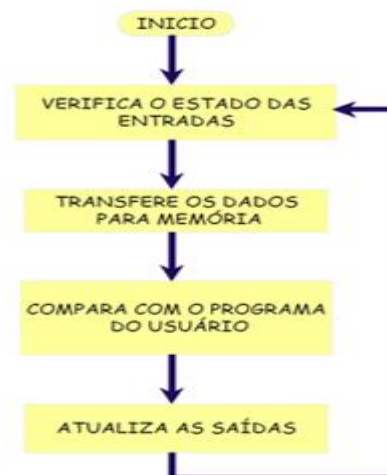 INICIO
VERIFICA O ESTADO DAS
ENTRADAS
TRANSFERE OS DADOS
PARA MEMÓRIA
COMPARA COM O PROGRAMA
DO USUÁRIO
ATUALIZA AS SAÍDAS